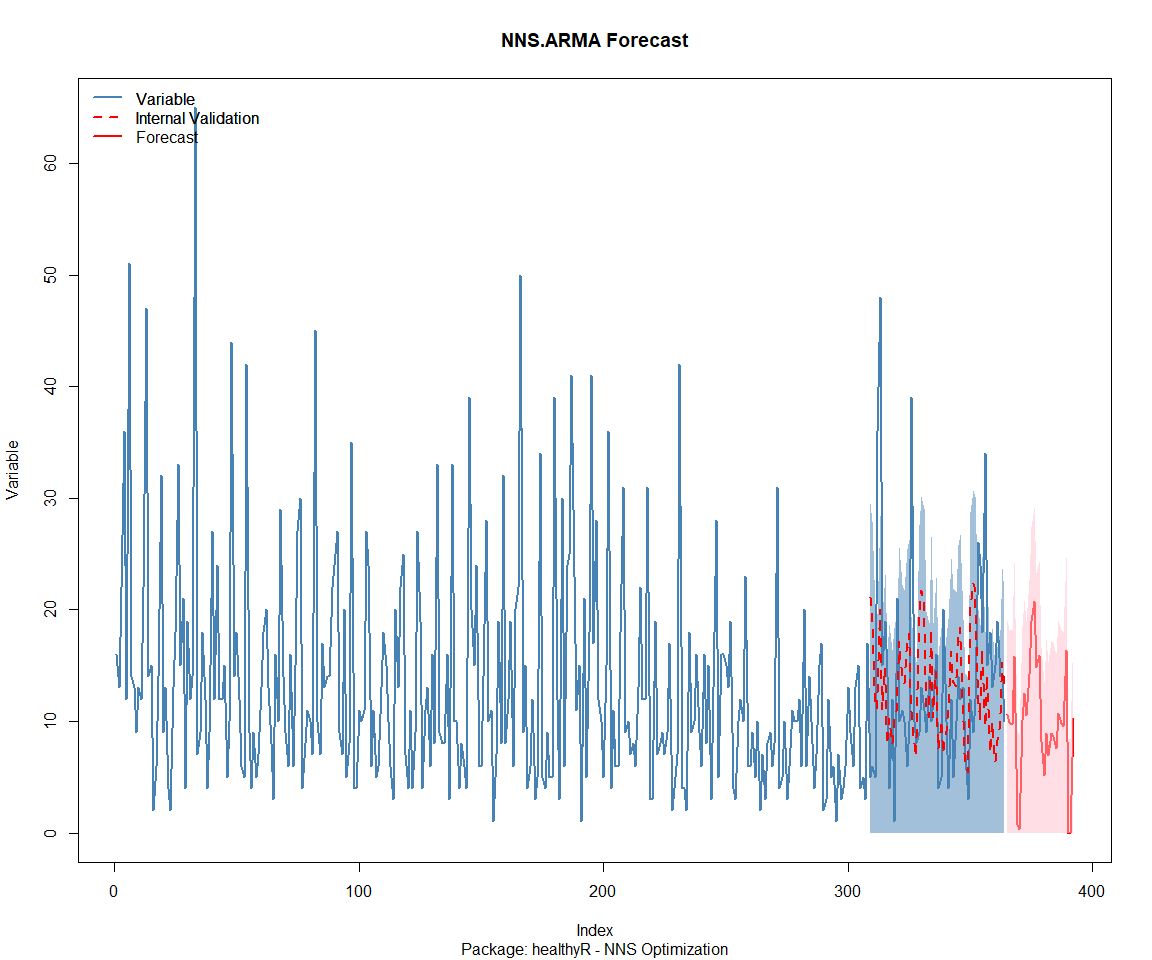 NNS.ARMA Forecast
Variable
Internal Validation
Forecast
Variable
60
50
40
30
20
10
0
0 100 200 300 400
Index
Package: healthyR - NNS Optimization